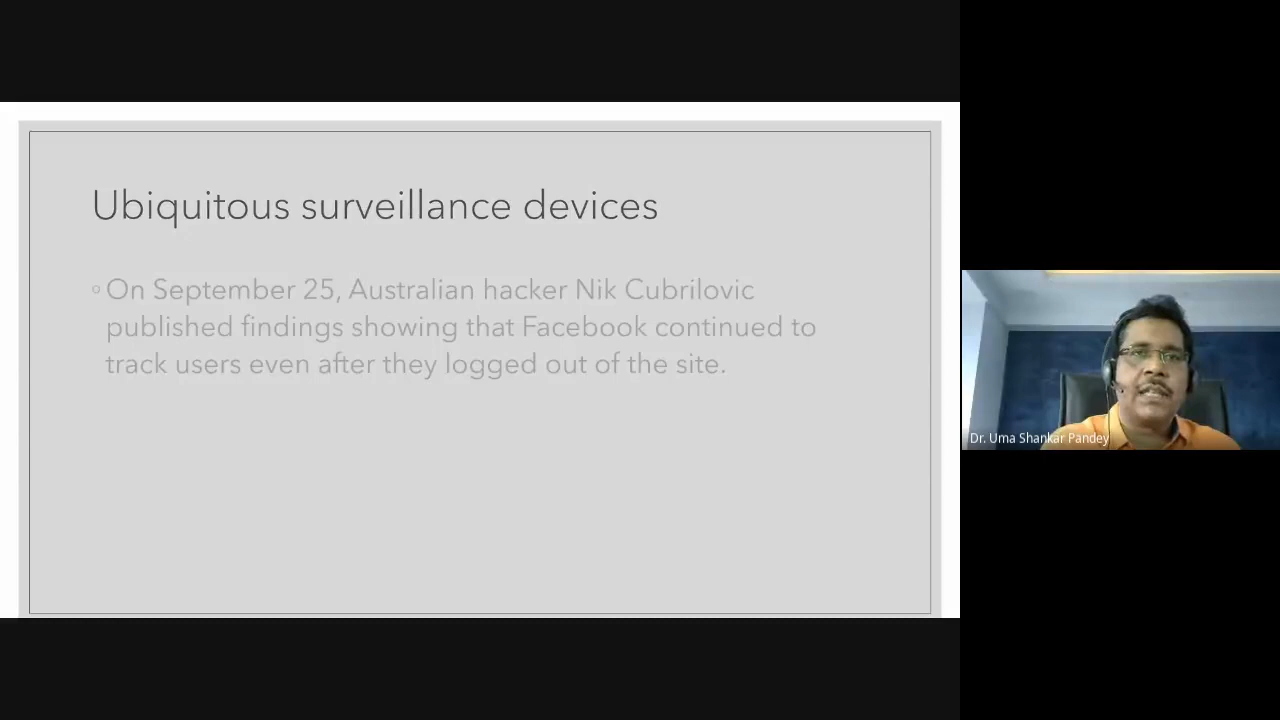 Ubiquitous surveillance devices
◦ On September 25, Australian hacker Nik Cubrilovic
published findings showing that Facebook continued to
track users even after they logged out of the site.
Dr. Uma Shankar Pandey